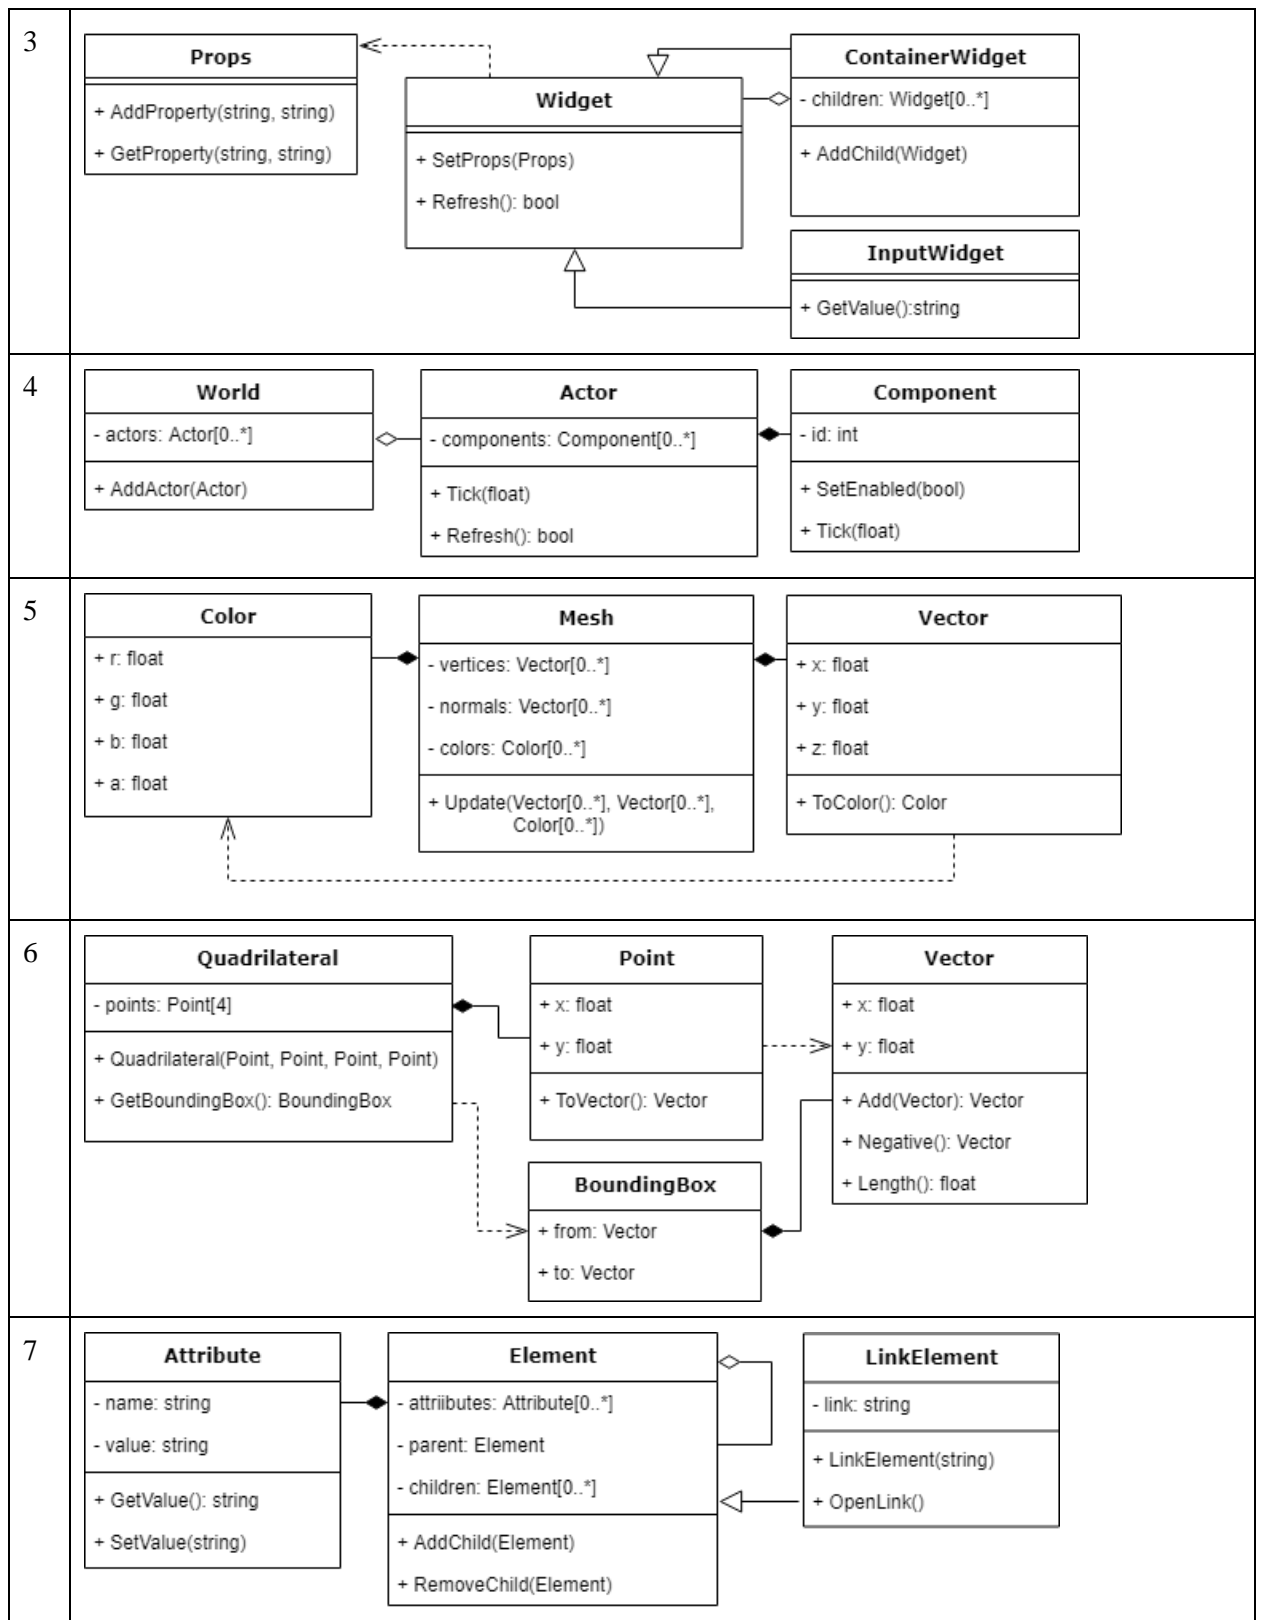 3
Props
+ AddProperty(string, string)
+ GetProperty(string, string)
Widget
+ SetProps(Props)
+ Refresh(): bool
ContainerWidget
- children: Widget[0..*]
+ AddChild(Widget)
InputWidget
+ GetValue():string
4
World
- actors: Actor[0..*]
+ AddActor(Actor)
Actor
- components: Component[0..*]
+ Tick(float)
+ Refresh(): bool
Component
- id: int
+ SetEnabled(bool)
+ Tick(float)
5
Color
+ r: float
+ g: float
+ b: float
+ a: float
Mesh
- vertices: Vector[0..*]
- normals: Vector[0..*]
- colors: Color[0..*]
+ Update(Vector[0..*], Vector[0..*],
Color[0..*])
Vector
+ x: float
+ y: float
+ z: float
+ ToColor(): Color
6
Quadrilateral
- points: Point[4]
+ Quadrilateral(Point, Point, Point, Point)
+ GetBoundingBox(): BoundingBox
Point
+ x: float
+ y: float
+ ToVector(): Vector
Vector
+ x: float
+ y: float
+ Add(Vector): Vector
+ Negative(): Vector
+ Length(): float
BoundingBox
+ from: Vector
+ to: Vector
7
Attribute
- name: string
- value: string
+ GetValue(): string
+ SetValue(string)
Element
- attriibutes: Attribute[0..*]
- parent: Element
- children: Element[0..*]
+ AddChild(Element)
+ RemoveChild(Element)
LinkElement
- link: string
+ LinkElement(string)
+ OpenLink()